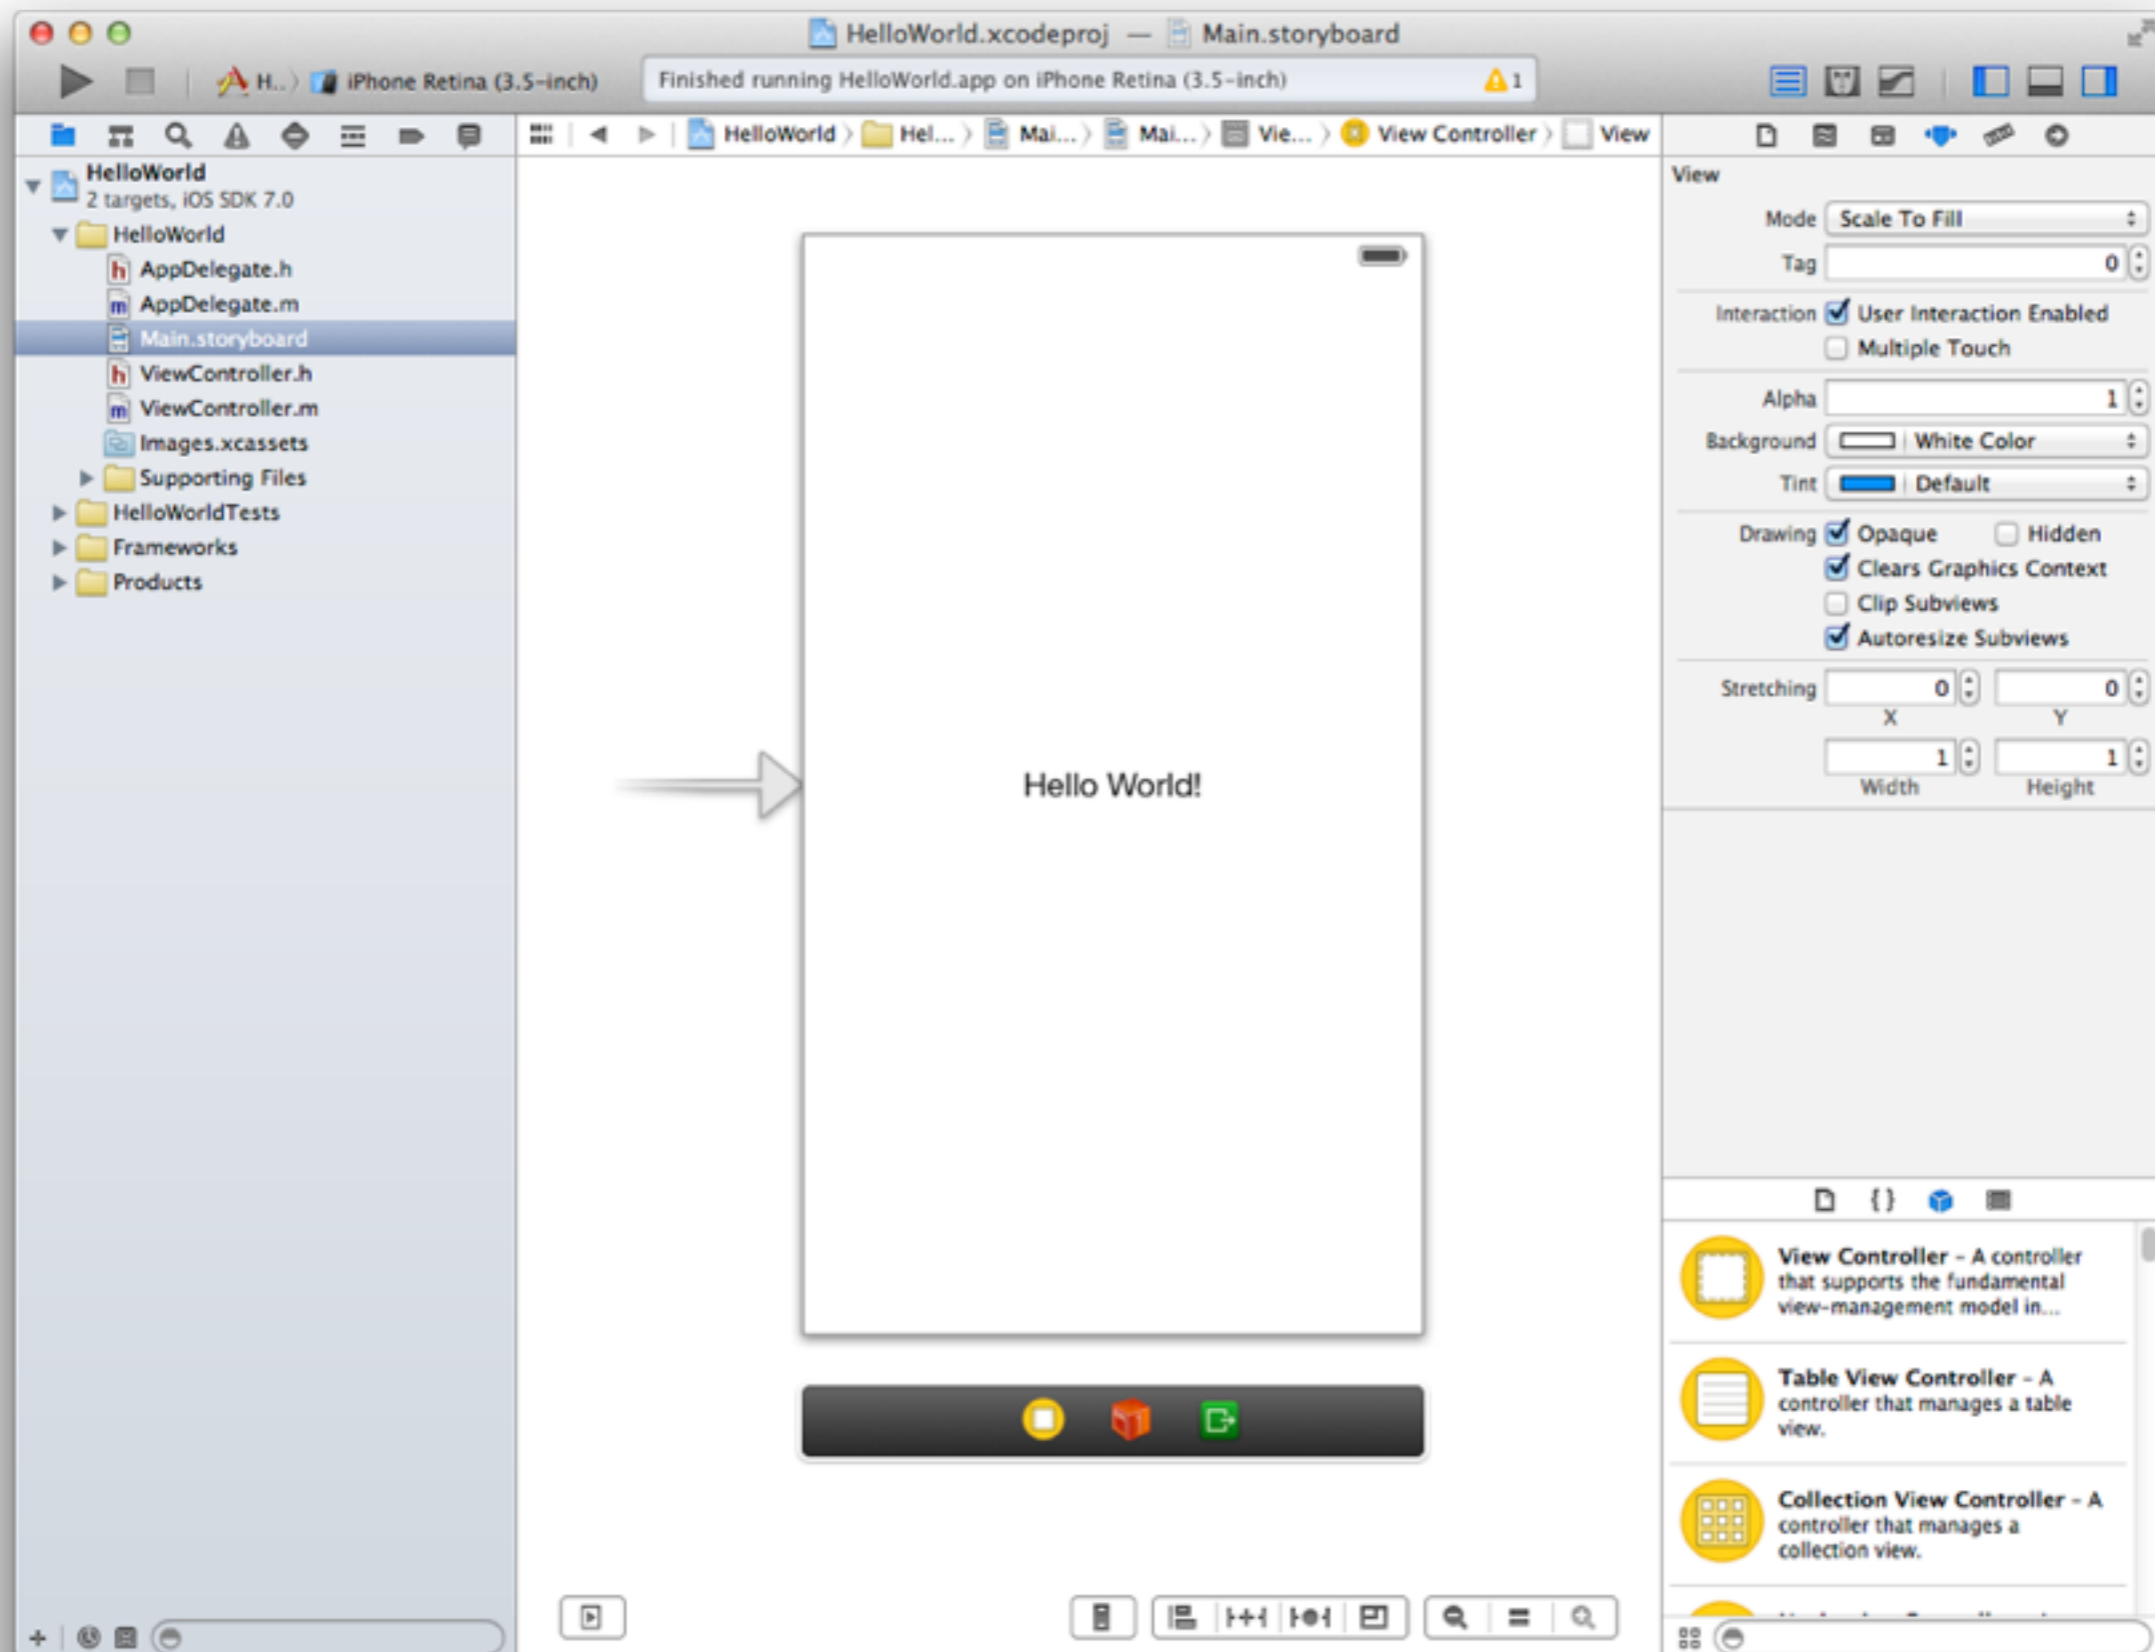 HelloWorld.xcodeproj — Main.storyboard
H.. iPhone Retina (3.5-inch)
Finished running HelloWorld.app on iPhone Retina (3.5-inch) 1
HelloWorld Hel... Mai... Mai... Vie... View Controller View
HelloWorld
2 targets, iOS SDK 7.0
HelloWorld
AppDelegate.h
AppDelegate.m
Main.storyboard
ViewController.h
ViewController.m
Images.xcassets
Supporting Files
HelloWorldTests
Frameworks
Products
Hello World!
View
Mode Scale To Fill
Tag 0
Interaction User Interaction Enabled
Multiple Touch
Alpha 1
Background White Color
Tint Default
Drawing Opaque Hidden
Clears Graphics Context
Clip Subviews
Autoresize Subviews
Stretching 0 0
X Y
1 1
Width Height
View Controller – A controller
that supports the fundamental
view-management model in...
Table View Controller – A
controller that manages a table
view.
Collection View Controller – A
controller that manages a
collection view.